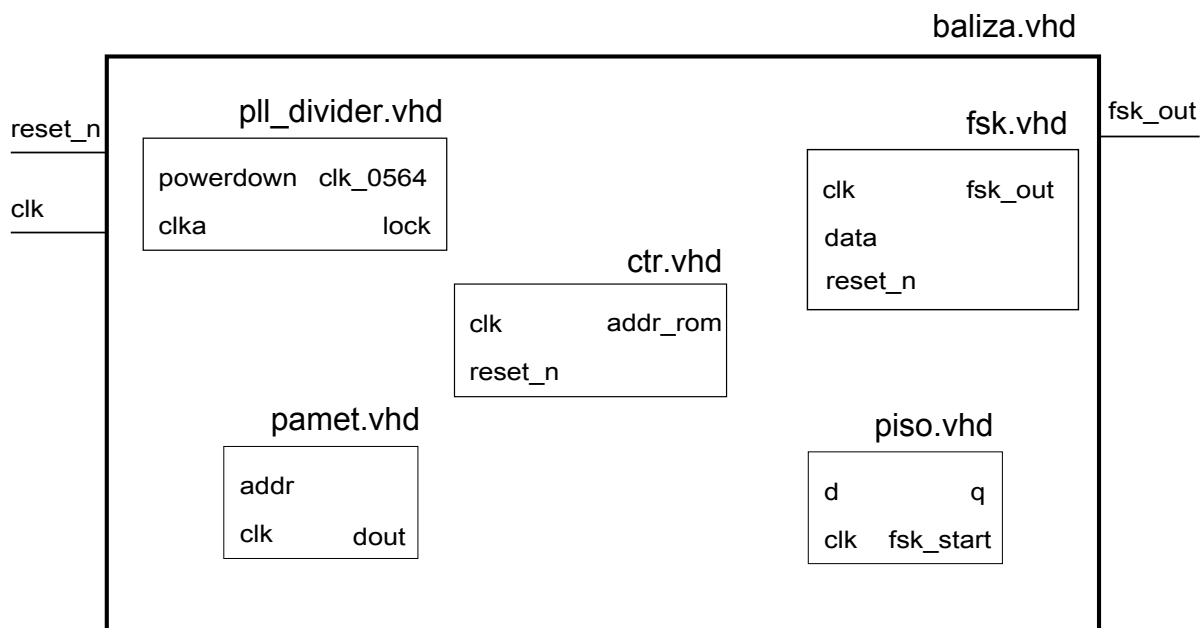 baliza.vhd
reset_n
clk
fsk_out
pll_divider.vhd
powerdown clk_0564
clka lock
fsk.vhd
clk fsk_out
data
reset_n
ctr.vhd
clk addr_rom
reset_n
pamet.vhd
addr
clk dout
piso.vhd
d q
clk fsk_start